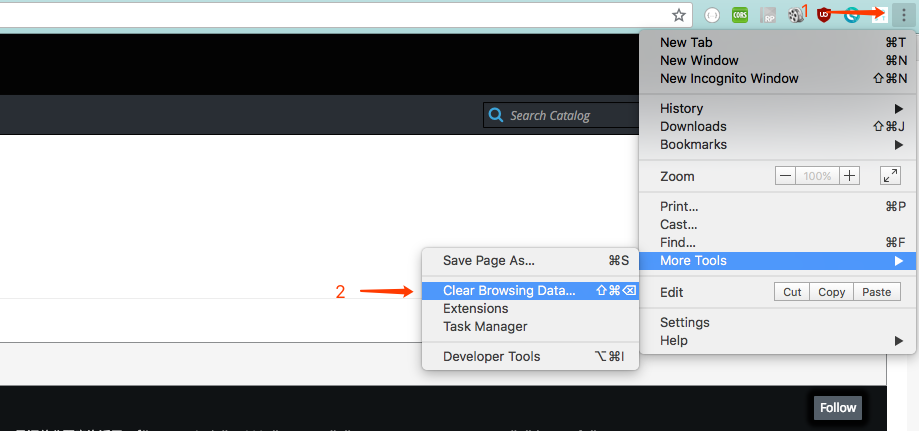 1
CORS
RP
New Tab ⌘T
New Window ⌘N
New Incognito Window ⇧⌘N
History ▶
Downloads ⇧⌘J
Bookmarks ▶
Search Catalog
Zoom − 100% +
Print... ⌘P
Cast...
Find... ⌘F
More Tools ▶
Save Page As... ⌘S
2
Clear Browsing Data... ⇧⌘⌫
Edit Cut Copy Paste
Extensions
Task Manager
Settings
Help ▶
Developer Tools ⌥⌘I
Follow